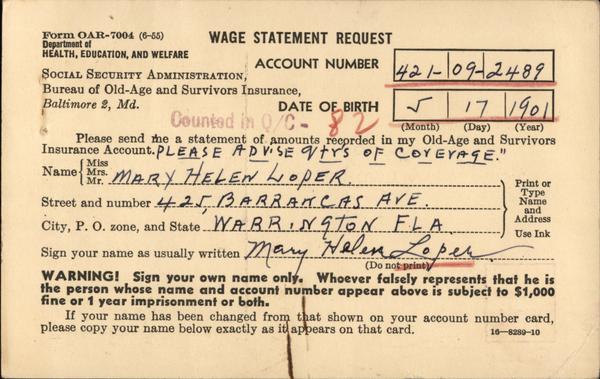 Form OAR-7004 (6-55)
Department of
HEALTH, EDUCATION, AND WELFARE
WAGE STATEMENT REQUEST
SOCIAL SECURITY ADMINISTRATION,
Bureau of Old-Age and Survivors Insurance,
Baltimore 2, Md.
ACCOUNT NUMBER 421-09-2489
DATE OF BIRTH 5 17 1901
(Month) (Day) (Year)
Counted in O/C - 82
Please send me a statement of amounts recorded in my Old-Age and Survivors
Insurance Account. PLEASE ADVISE QTRS OF COVERAGE."
Name { Miss Mrs. Mr. MARY HELEN LOPER
Street and number 425, BARRANCAS AVE.
City, P. O. zone, and State WARRINGTON FLA
Print or
Type
Name
and
Address
Use Ink
Sign your name as usually written Mary Helen Loper
(Do not print)
WARNING! Sign your own name only. Whoever falsely represents that he is
the person whose name and account number appear above is subject to $1,000
fine or 1 year imprisonment or both.
If your name has been changed from that shown on your account number card,
please copy your name below exactly as it appears on that card.
16-8289-10